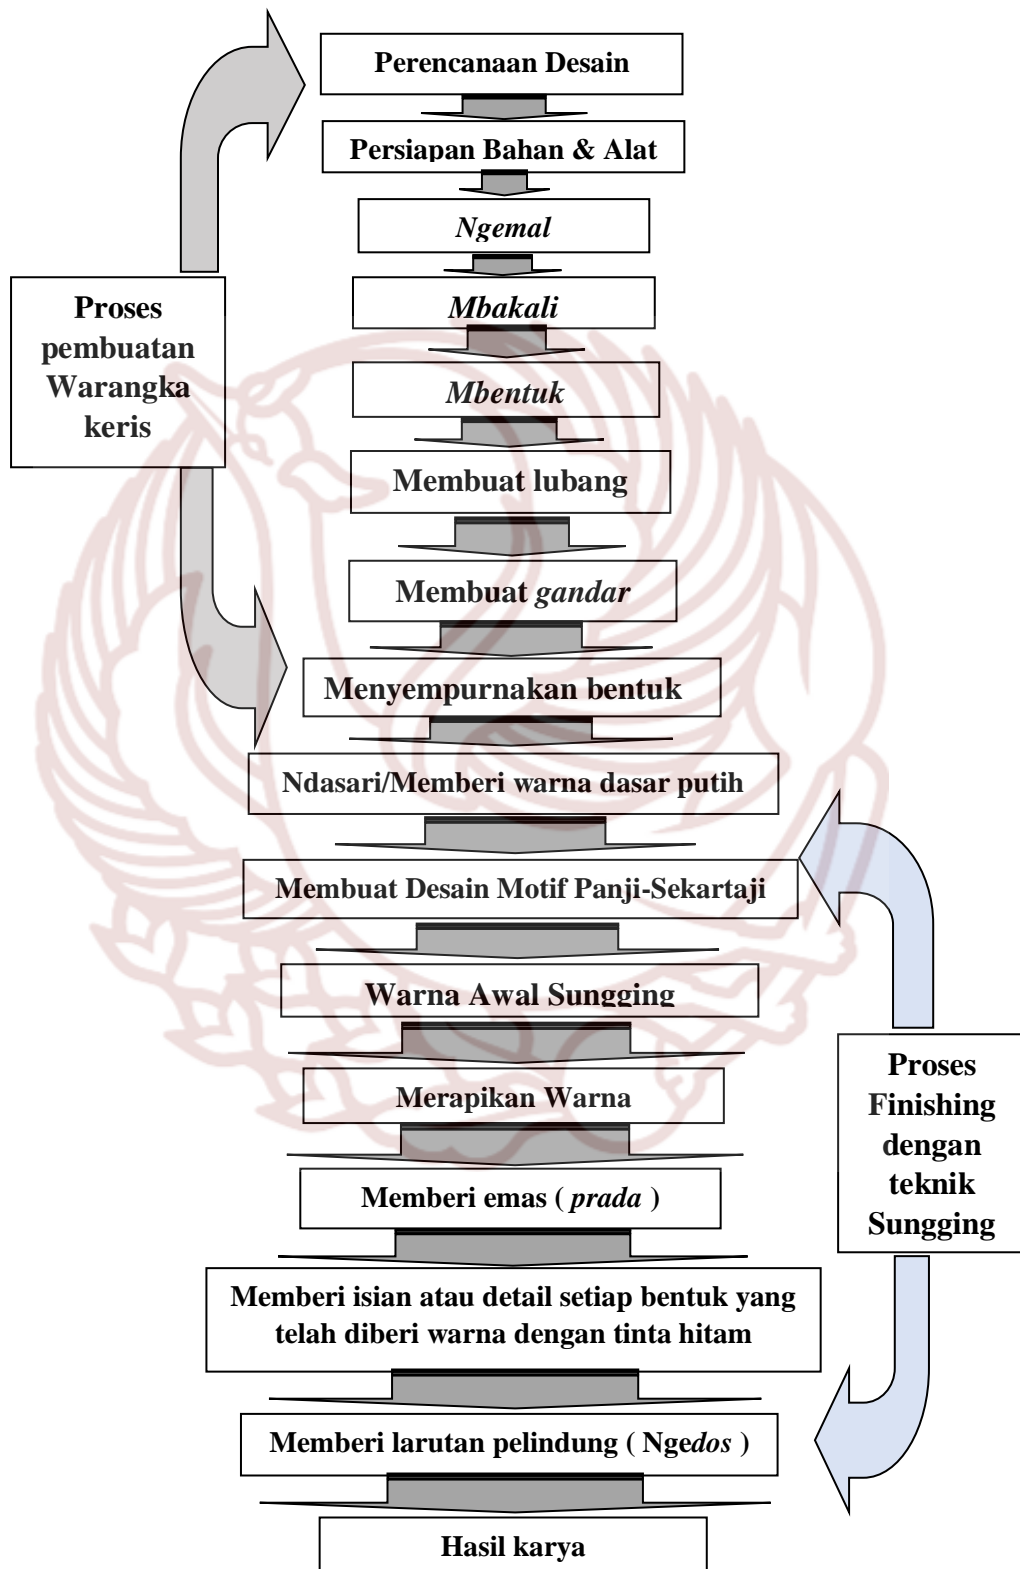 Perencanaan Desain
Persiapan Bahan & Alat
Ngemal
Mbakali
Mbentuk
Membuat lubang
Membuat gandar
Menyempurnakan bentuk
Ndasari/Memberi warna dasar putih
Membuat Desain Motif Panji-Sekartaji
Warna Awal Sungging
Merapikan Warna
Memberi emas ( prada )
Memberi isian atau detail setiap bentuk yang
telah diberi warna dengan tinta hitam
Memberi larutan pelindung ( Ngedos )
Hasil karya
Proses
pembuatan
Warangka
keris
Proses
Finishing
dengan
teknik
Sungging